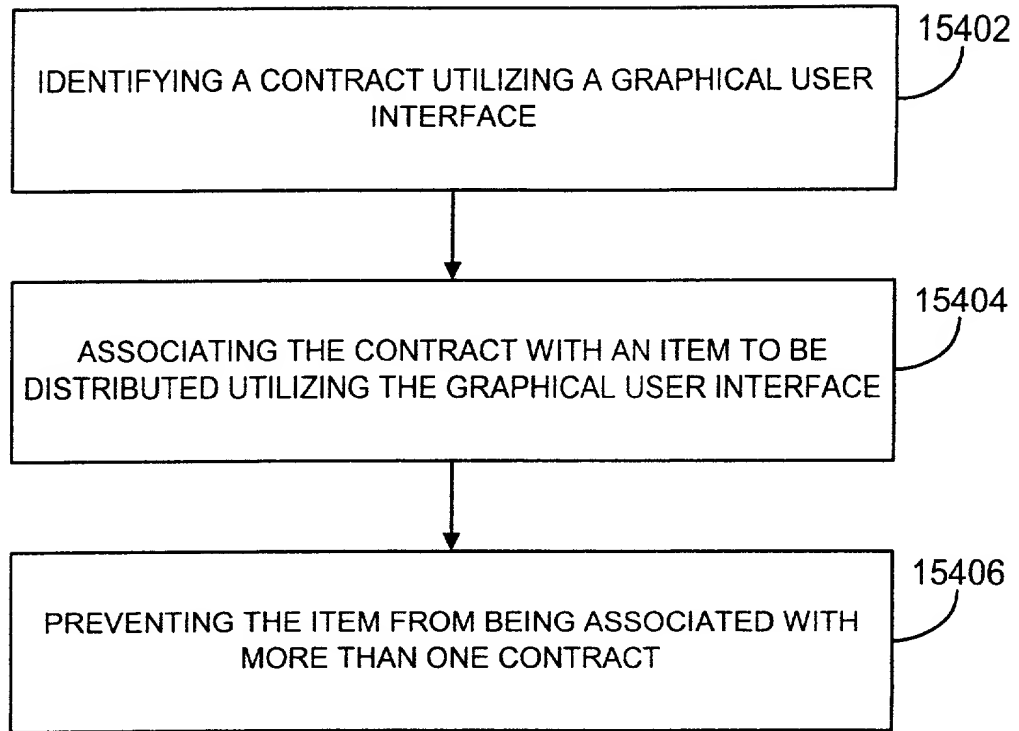 15402
IDENTIFYING A CONTRACT UTILIZING A GRAPHICAL USER
INTERFACE
15404
ASSOCIATING THE CONTRACT WITH AN ITEM TO BE
DISTRIBUTED UTILIZING THE GRAPHICAL USER INTERFACE
15406
PREVENTING THE ITEM FROM BEING ASSOCIATED WITH
MORE THAN ONE CONTRACT